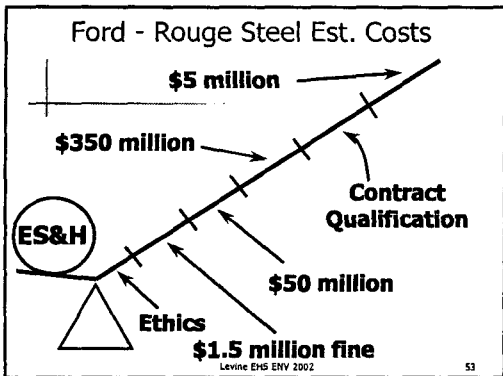 Ford - Rouge Steel Est. Costs
$5 million
$350 million
Contract
Qualification
ES&H
$50 million
Ethics
$1.5 million fine
Levine EHS ENV 2002
53